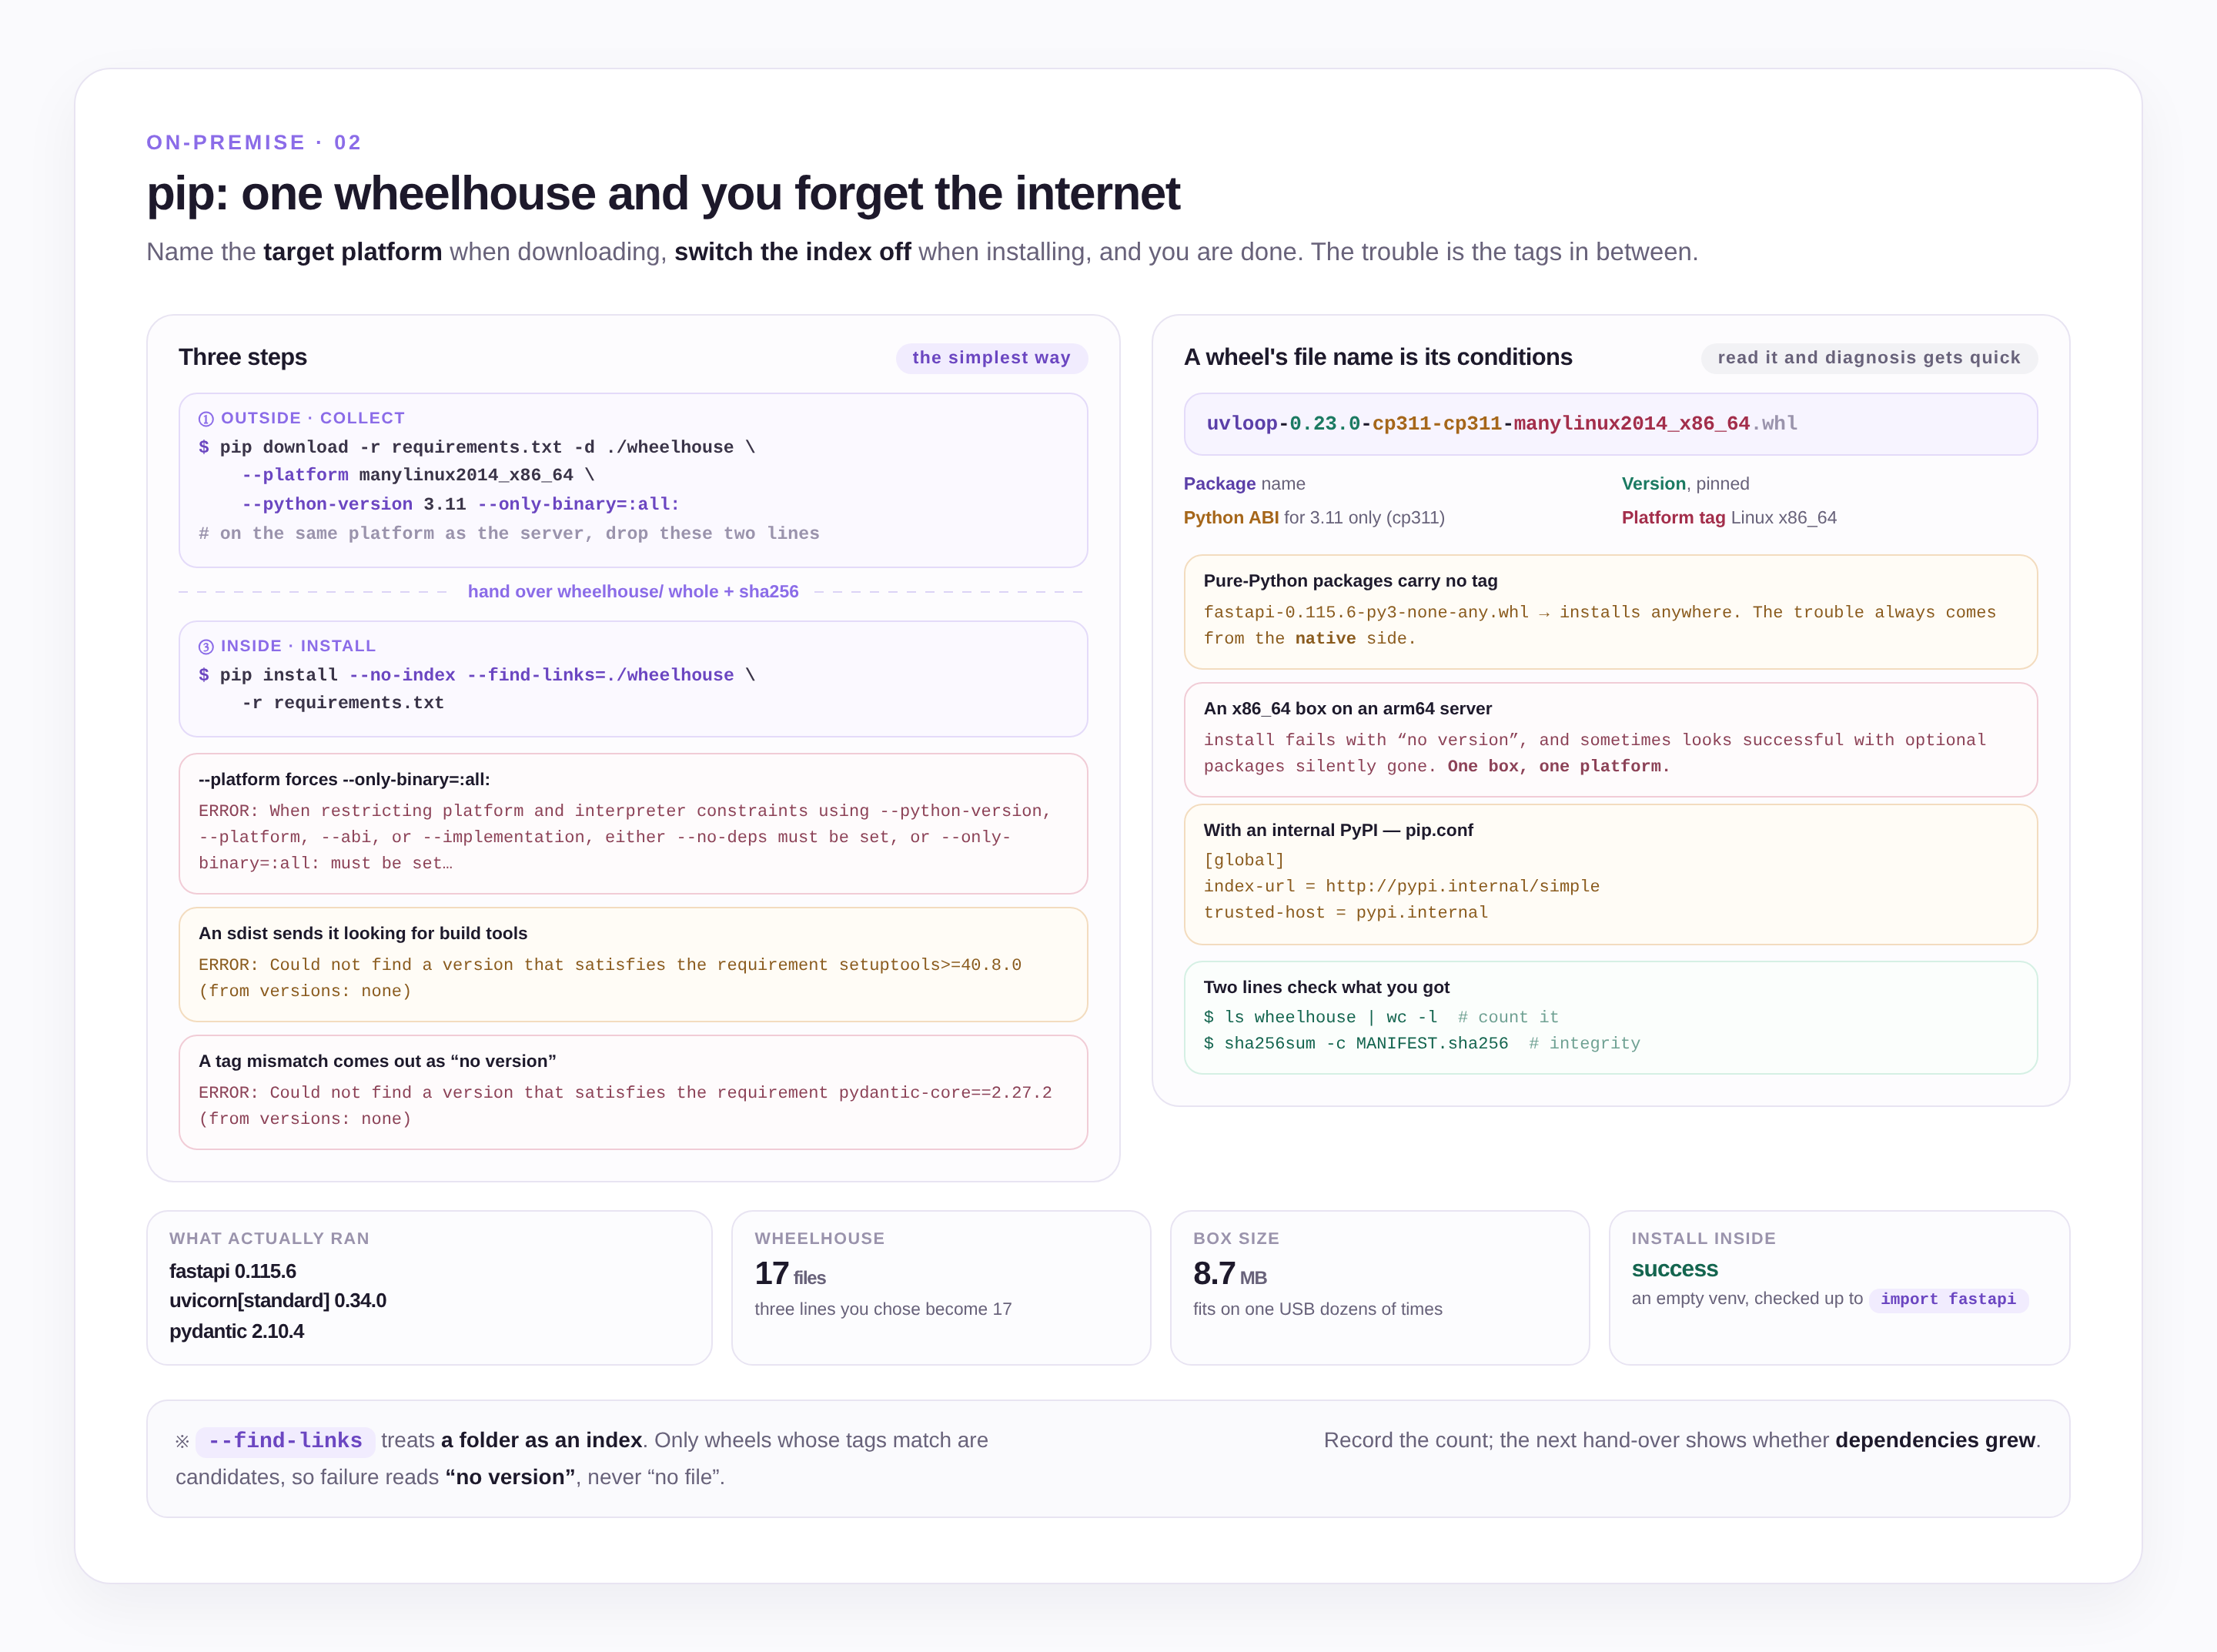 ON-PREMISE · 02
pip: one wheelhouse and you forget the internet
Name the target platform when downloading, switch the index off when installing, and you are done. The trouble is the tags in between.
Three steps
the simplest way
① OUTSIDE · COLLECT
$ pip download -r requirements.txt -d ./wheelhouse \
--platform manylinux2014_x86_64 \
--python-version 3.11 --only-binary=:all:
# on the same platform as the server, drop these two lines
hand over wheelhouse/ whole + sha256
③ INSIDE · INSTALL
$ pip install --no-index --find-links=./wheelhouse \
-r requirements.txt
--platform forces --only-binary=:all:
ERROR: When restricting platform and interpreter constraints using --python-version,
--platform, --abi, or --implementation, either --no-deps must be set, or --only-
binary=:all: must be set…
An sdist sends it looking for build tools
ERROR: Could not find a version that satisfies the requirement setuptools>=40.8.0
(from versions: none)
A tag mismatch comes out as “no version”
ERROR: Could not find a version that satisfies the requirement pydantic-core==2.27.2
(from versions: none)
A wheel's file name is its conditions
read it and diagnosis gets quick
uvloop-0.23.0-cp311-cp311-manylinux2014_x86_64.whl
Package name
Version, pinned
Python ABI for 3.11 only (cp311)
Platform tag Linux x86_64
Pure-Python packages carry no tag
fastapi-0.115.6-py3-none-any.whl → installs anywhere. The trouble always comes
from the native side.
An x86_64 box on an arm64 server
install fails with “no version”, and sometimes looks successful with optional
packages silently gone. One box, one platform.
With an internal PyPI — pip.conf
[global]
index-url = http://pypi.internal/simple
trusted-host = pypi.internal
Two lines check what you got
$ ls wheelhouse | wc -l # count it
$ sha256sum -c MANIFEST.sha256 # integrity
WHAT ACTUALLY RAN
fastapi 0.115.6
uvicorn[standard] 0.34.0
pydantic 2.10.4
WHEELHOUSE
17 files
three lines you chose become 17
BOX SIZE
8.7 MB
fits on one USB dozens of times
INSTALL INSIDE
success
an empty venv, checked up to import fastapi
※ --find-links treats a folder as an index. Only wheels whose tags match are
candidates, so failure reads “no version”, never “no file”.
Record the count; the next hand-over shows whether dependencies grew.